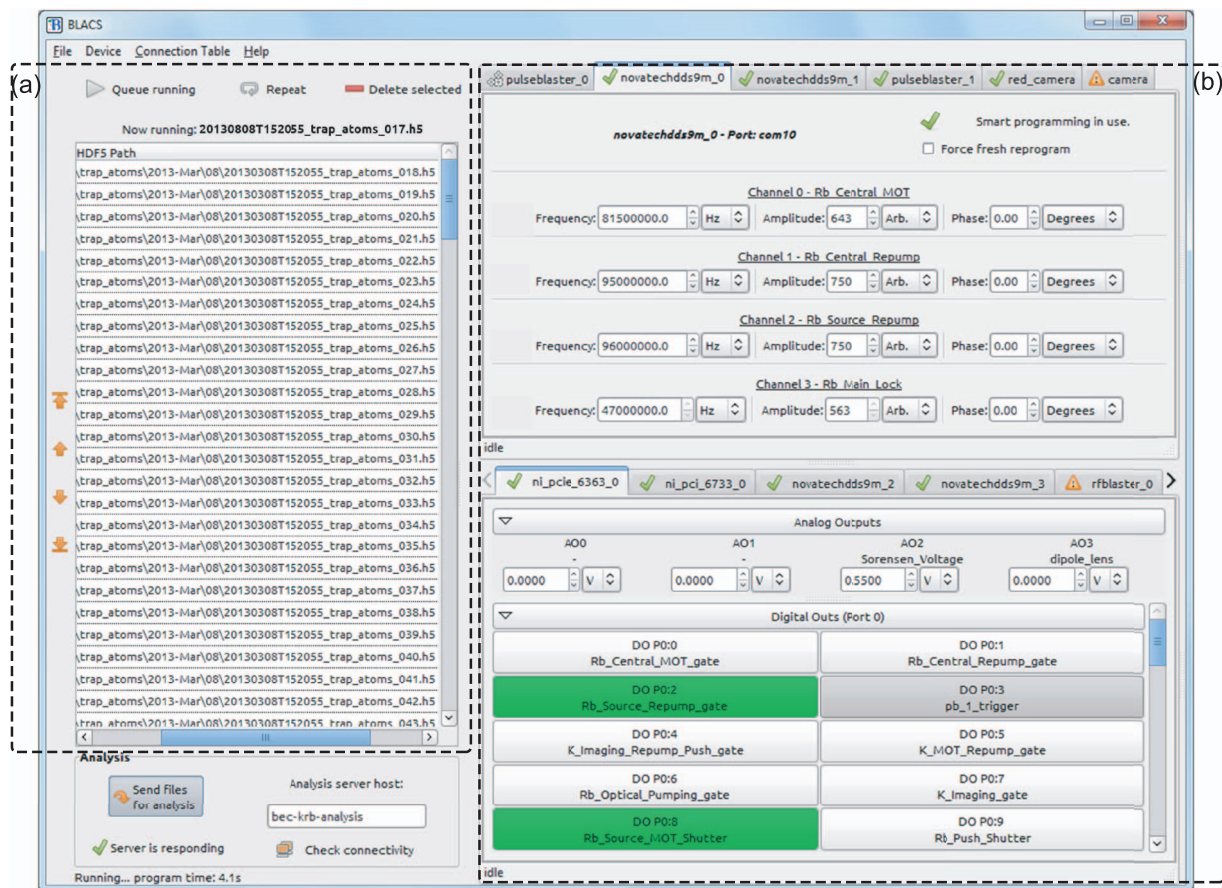 BLACS
File Device Connection Table Help
(a)
Queue running Repeat Delete selected
Now running: 20130808T152055_trap_atoms_017.h5
HDF5 Path
\trap_atoms\2013-Mar\08\20130308T152055_trap_atoms_018.h5
\trap_atoms\2013-Mar\08\20130308T152055_trap_atoms_019.h5
\trap_atoms\2013-Mar\08\20130308T152055_trap_atoms_020.h5
\trap_atoms\2013-Mar\08\20130308T152055_trap_atoms_021.h5
\trap_atoms\2013-Mar\08\20130308T152055_trap_atoms_022.h5
\trap_atoms\2013-Mar\08\20130308T152055_trap_atoms_023.h5
\trap_atoms\2013-Mar\08\20130308T152055_trap_atoms_024.h5
\trap_atoms\2013-Mar\08\20130308T152055_trap_atoms_025.h5
\trap_atoms\2013-Mar\08\20130308T152055_trap_atoms_026.h5
\trap_atoms\2013-Mar\08\20130308T152055_trap_atoms_027.h5
\trap_atoms\2013-Mar\08\20130308T152055_trap_atoms_028.h5
\trap_atoms\2013-Mar\08\20130308T152055_trap_atoms_029.h5
\trap_atoms\2013-Mar\08\20130308T152055_trap_atoms_030.h5
\trap_atoms\2013-Mar\08\20130308T152055_trap_atoms_031.h5
\trap_atoms\2013-Mar\08\20130308T152055_trap_atoms_032.h5
\trap_atoms\2013-Mar\08\20130308T152055_trap_atoms_033.h5
\trap_atoms\2013-Mar\08\20130308T152055_trap_atoms_034.h5
\trap_atoms\2013-Mar\08\20130308T152055_trap_atoms_035.h5
\trap_atoms\2013-Mar\08\20130308T152055_trap_atoms_036.h5
\trap_atoms\2013-Mar\08\20130308T152055_trap_atoms_037.h5
\trap_atoms\2013-Mar\08\20130308T152055_trap_atoms_038.h5
\trap_atoms\2013-Mar\08\20130308T152055_trap_atoms_039.h5
\trap_atoms\2013-Mar\08\20130308T152055_trap_atoms_040.h5
\trap_atoms\2013-Mar\08\20130308T152055_trap_atoms_041.h5
\trap_atoms\2013-Mar\08\20130308T152055_trap_atoms_042.h5
\trap_atoms\2013-Mar\08\20130308T152055_trap_atoms_043.h5
Analysis
Send files
for analysis
Analysis server host:
bec-krb-analysis
Server is responding Check connectivity
Running... program time: 4.1s
(b)
pulseblaster_0 novatechdds9m_0 novatechdds9m_1 pulseblaster_1 red_camera camera
novatechdds9m_0 - Port: com10
Smart programming in use.
Force fresh reprogram
Channel 0 - Rb_Central_MOT
Frequency: 81500000.0 Hz Amplitude: 643 Arb. Phase: 0.00 Degrees
Channel 1 - Rb_Central_Repump
Frequency: 95000000.0 Hz Amplitude: 750 Arb. Phase: 0.00 Degrees
Channel 2 - Rb_Source_Repump
Frequency: 96000000.0 Hz Amplitude: 750 Arb. Phase: 0.00 Degrees
Channel 3 - Rb_Main_Lock
Frequency: 47000000.0 Hz Amplitude: 563 Arb. Phase: 0.00 Degrees
idle
ni_pcie_6363_0 ni_pci_6733_0 novatechdds9m_2 novatechdds9m_3 rfblaster_0
Analog Outputs
AO0 AO1 AO2 AO3
- - Sorensen_Voltage dipole_lens
0.0000 V 0.0000 V 0.5500 V 0.0000 V
Digital Outs (Port 0)
DO P0:0 DO P0:1
Rb_Central_MOT_gate Rb_Central_Repump_gate
DO P0:2 DO P0:3
Rb_Source_Repump_gate pb_1_trigger
DO P0:4 DO P0:5
K_Imaging_Repump_Push_gate K_MOT_Repump_gate
DO P0:6 DO P0:7
Rb_Optical_Pumping_gate K_Imaging_gate
DO P0:8 DO P0:9
Rb_Source_MOT_Shutter Rb_Push_Shutter
idle